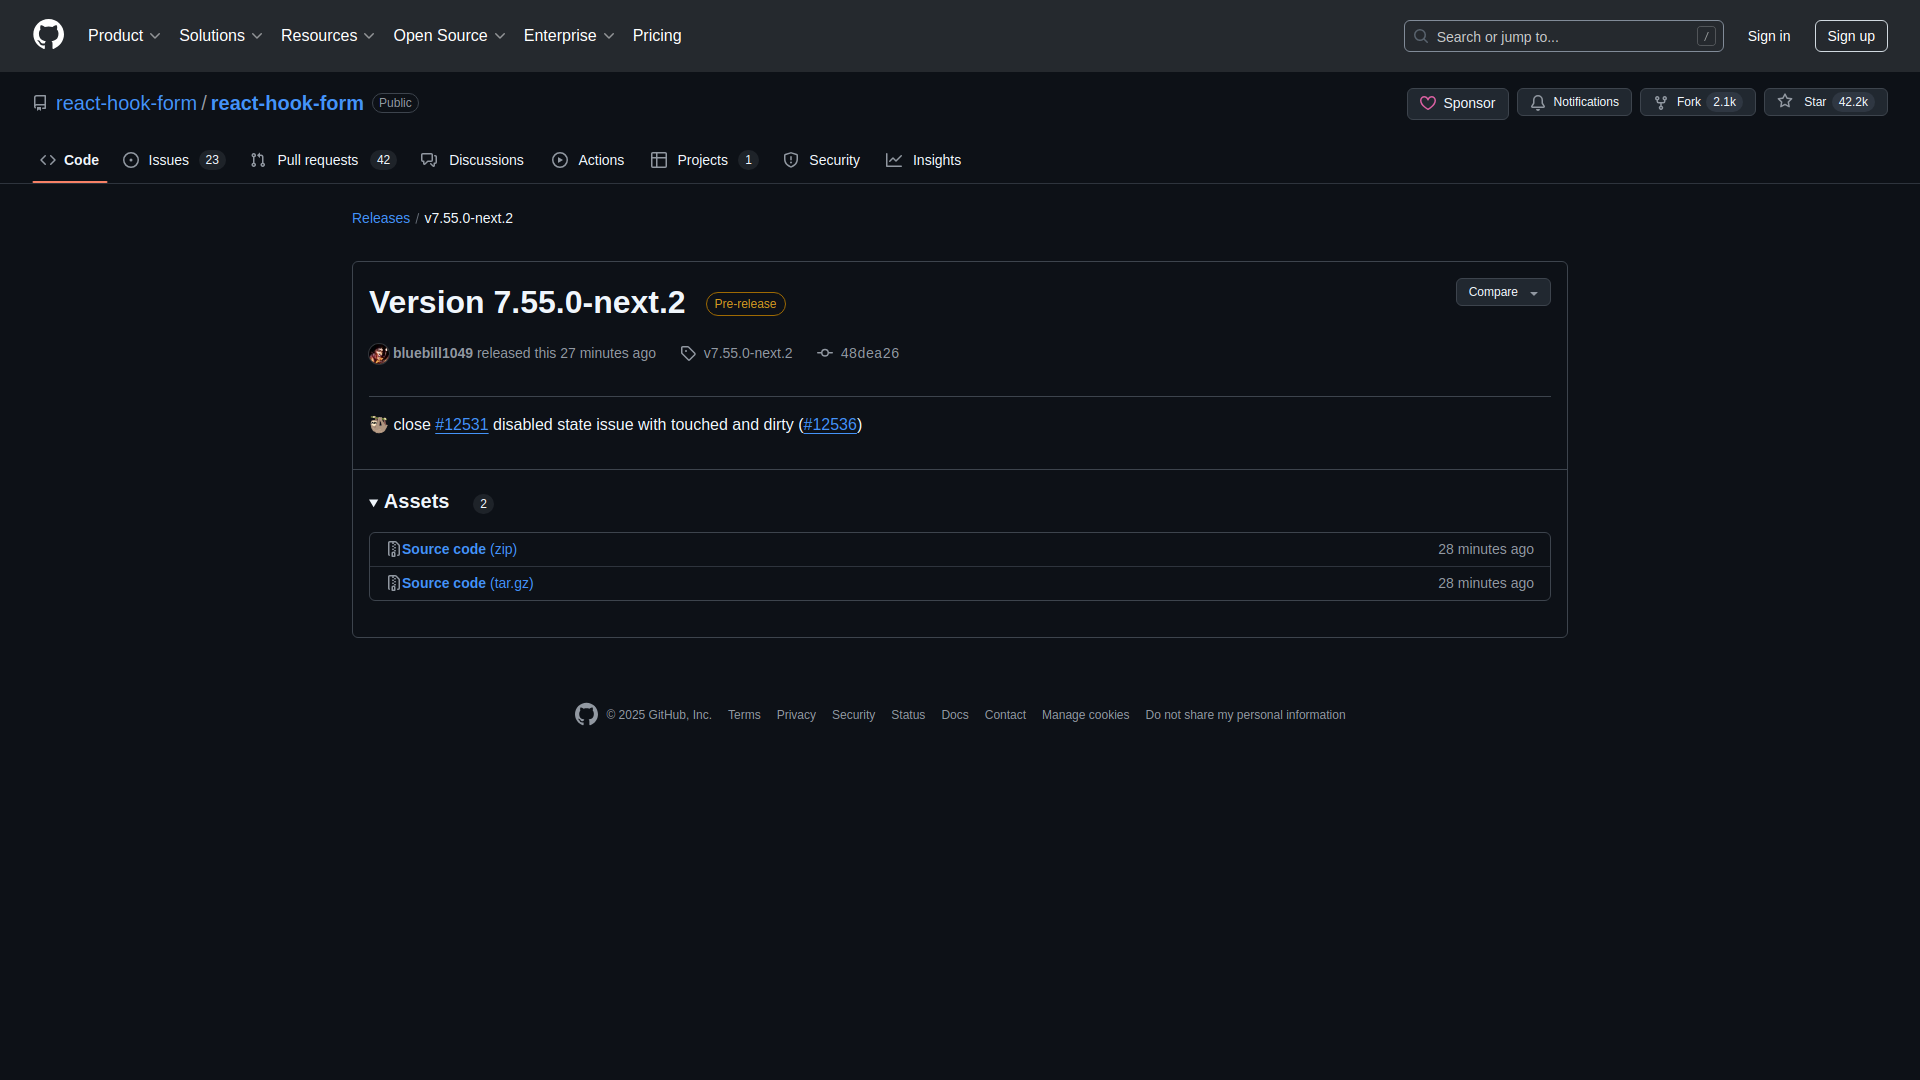 Product Solutions Resources Open Source Enterprise Pricing Search or jump to... / Sign in Sign up
react-hook-form / react-hook-form Public Sponsor Notifications Fork 2.1k Star 42.2k
Code Issues 23 Pull requests 42 Discussions Actions Projects 1 Security Insights
Releases / v7.55.0-next.2
Version 7.55.0-next.2 Pre-release Compare
bluebill1049 released this 27 minutes ago v7.55.0-next.2 48dea26
🦥 close #12531 disabled state issue with touched and dirty (#12536)
Assets 2
Source code (zip) 28 minutes ago
Source code (tar.gz) 28 minutes ago
© 2025 GitHub, Inc. Terms Privacy Security Status Docs Contact Manage cookies Do not share my personal information